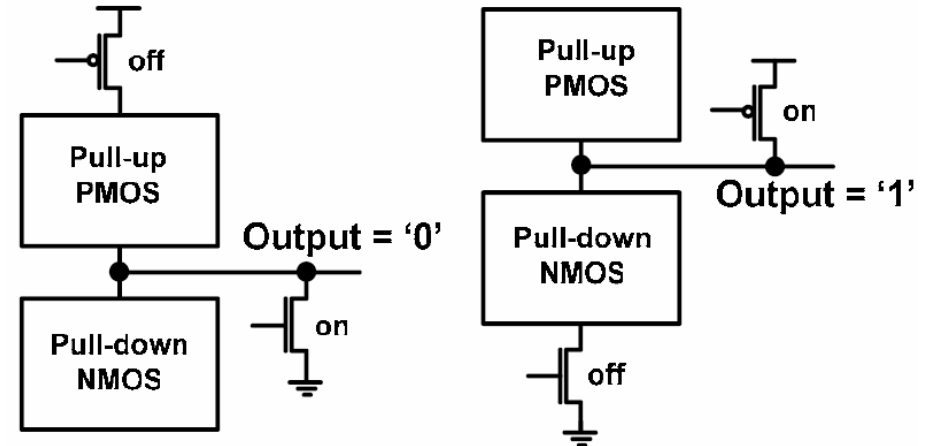 off
Pull-up
PMOS
Output = ‘0’
Pull-down
NMOS
on
Pull-up
PMOS
on
Output = ‘1’
Pull-down
NMOS
off